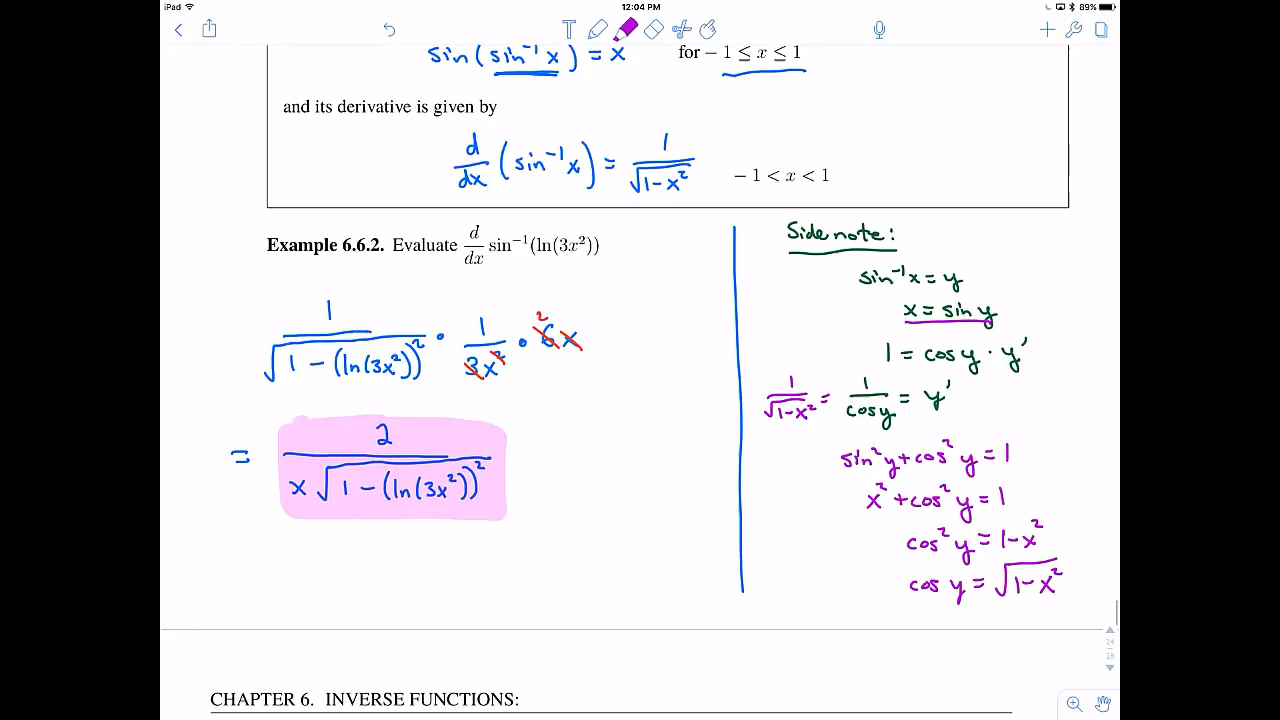 iPad 12:04 PM 89%
sin(sin⁻¹x) = x for − 1 ≤ x ≤ 1
and its derivative is given by
d/dx (sin⁻¹x) = 1/√(1−x²) − 1 < x < 1
Example 6.6.2. Evaluate d/dx sin⁻¹(ln(3x²))
1/√(1−(ln(3x²))²) • 1/(3x²) • 6x 2
= 2/(x√(1−(ln(3x²))²))
Side note:
sin⁻¹x = y
x = sin y
1 = cos y · y'
1/√(1−x²) = 1/cos y = y'
sin²y + cos²y = 1
x² + cos²y = 1
cos²y = 1−x²
cos y = √(1−x²)
24
28
CHAPTER 6. INVERSE FUNCTIONS: